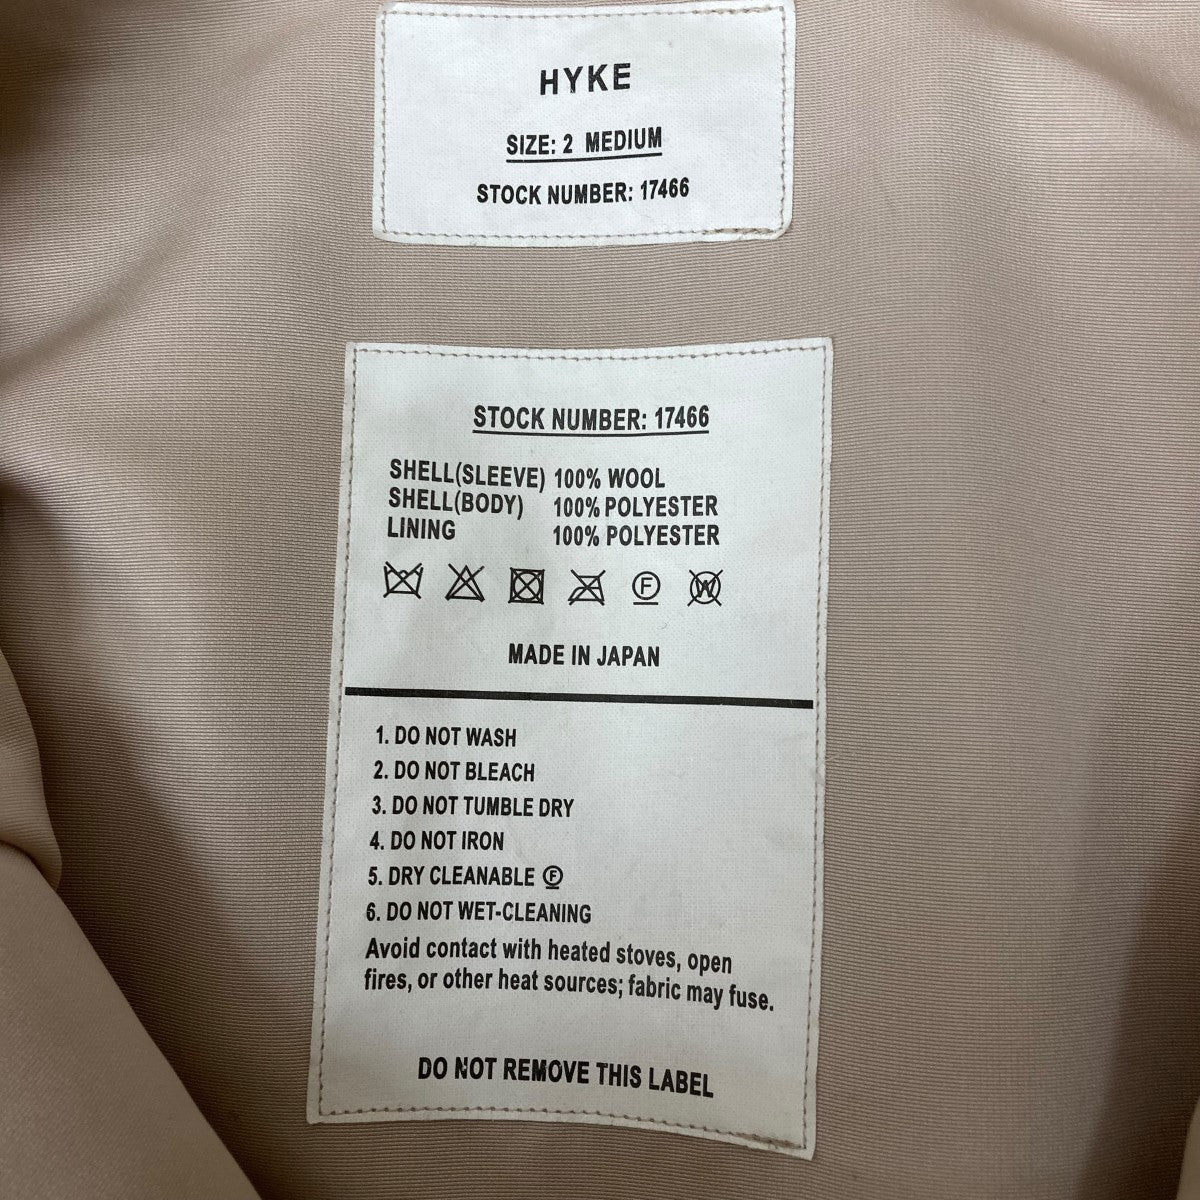 HYKE
SIZE: 2 MEDIUM
STOCK NUMBER: 17466
STOCK NUMBER: 17466
SHELL(SLEEVE) 100% WOOL
SHELL(BODY) 100% POLYESTER
LINING 100% POLYESTER
F W
MADE IN JAPAN
1. DO NOT WASH
2. DO NOT BLEACH
3. DO NOT TUMBLE DRY
4. DO NOT IRON
5. DRY CLEANABLE Ⓕ
6. DO NOT WET-CLEANING
Avoid contact with heated stoves, open
fires, or other heat sources; fabric may fuse.
DO NOT REMOVE THIS LABEL